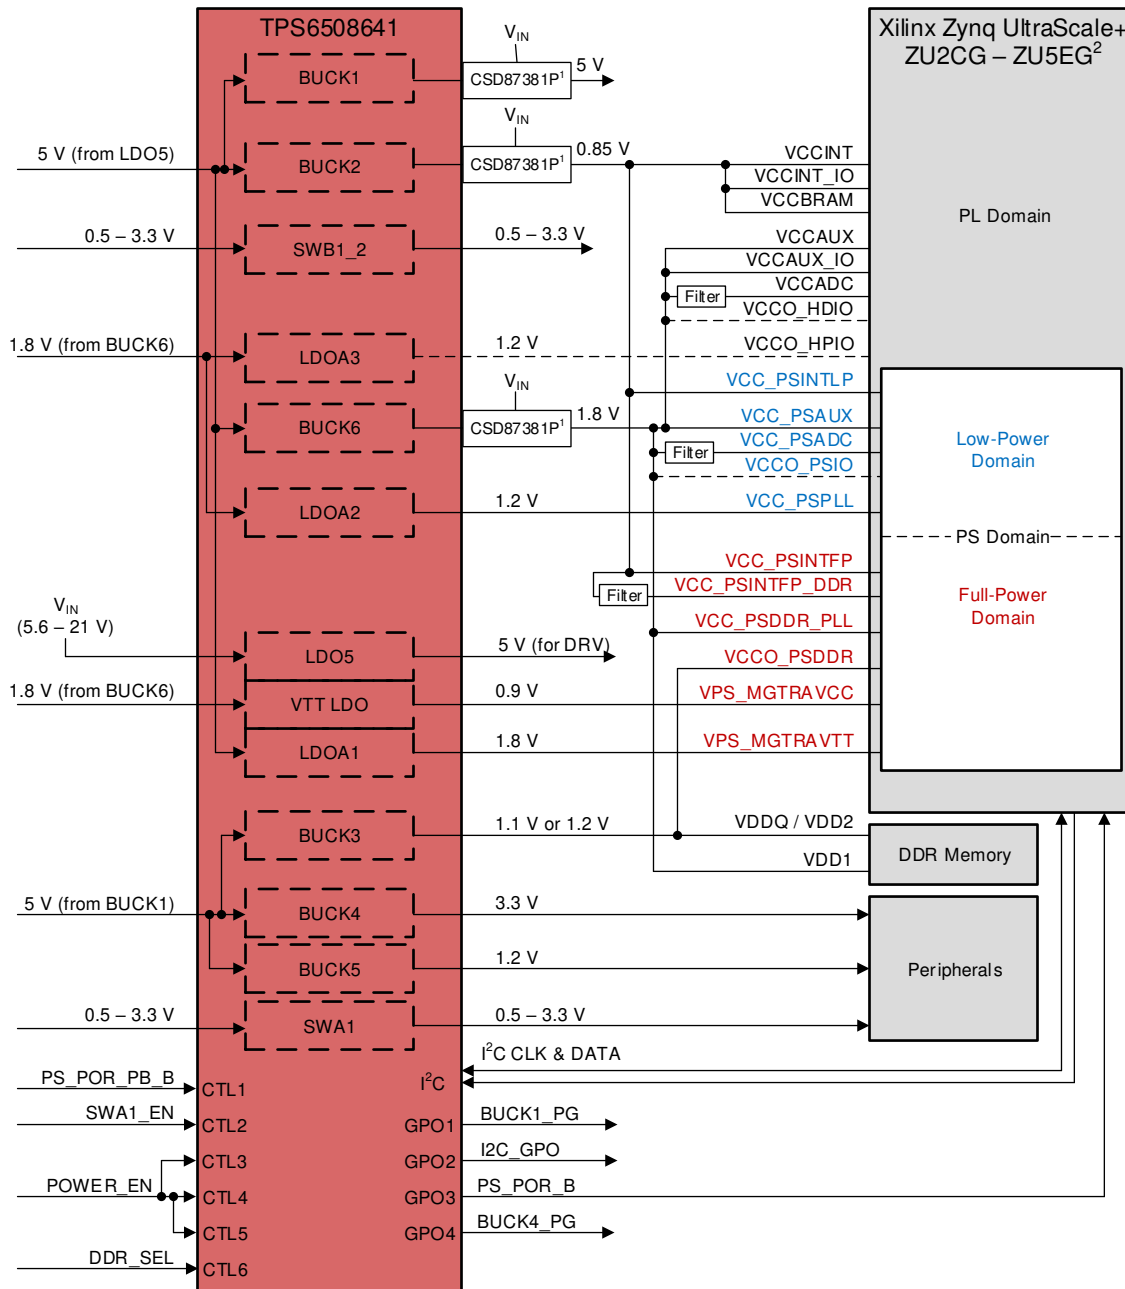 TPS6508641
Xilinx Zynq UltraScale+
ZU2CG – ZU5EG²
V_IN
BUCK1
CSD87381P¹
5 V
V_IN
5 V (from LDO5)
BUCK2
CSD87381P¹
0.85 V
VCCINT
VCCINT_IO
VCCBRAM
PL Domain
0.5 – 3.3 V
SWB1_2
0.5 – 3.3 V
VCCAUX
VCCAUX_IO
Filter
VCCADC
VCCO_HDIO
1.8 V (from BUCK6)
LDOA3
1.2 V
VCCO_HPIO
V_IN
VCC_PSINTLP
BUCK6
CSD87381P¹
1.8 V
VCC_PSAUX
Filter
VCC_PSADC
VCCO_PSIO
Low-Power
Domain
LDOA2
1.2 V
VCC_PSPLL
PS Domain
VCC_PSINTFP
Filter
VCC_PSINTFP_DDR
Full-Power
Domain
V_IN
(5.6 – 21 V)
VCC_PSDDR_PLL
LDO5
5 V (for DRV)
VCCO_PSDDR
1.8 V (from BUCK6)
VTT LDO
0.9 V
VPS_MGTRAVCC
LDOA1
1.8 V
VPS_MGTRAVTT
BUCK3
1.1 V or 1.2 V
VDDQ / VDD2
VDD1
DDR Memory
5 V (from BUCK1)
BUCK4
3.3 V
BUCK5
1.2 V
Peripherals
0.5 – 3.3 V
SWA1
0.5 – 3.3 V
I²C CLK & DATA
I²C
PS_POR_PB_B
CTL1
SWA1_EN
CTL2
GPO1
BUCK1_PG
CTL3
GPO2
I2C_GPO
POWER_EN
CTL4
GPO3
PS_POR_B
CTL5
GPO4
BUCK4_PG
DDR_SEL
CTL6